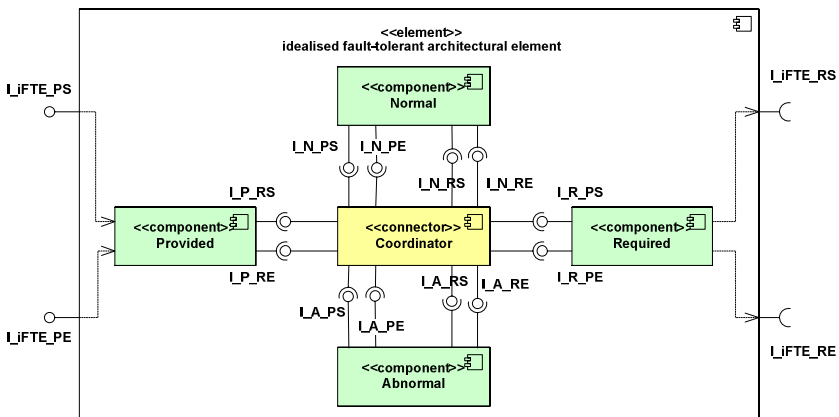 <<element>>
idealised fault-tolerant architectural element
I_iFTE_PS
I_iFTE_RS
<<component>>
Normal
I_N_PS
I_N_PE
I_N_RS
I_N_RE
I_P_RS
I_R_PS
<<component>>
Provided
<<connector>>
Coordinator
<<component>>
Required
I_P_RE
I_R_PE
I_A_PS
I_A_PE
I_A_RS
I_A_RE
I_iFTE_PE
I_iFTE_RE
<<component>>
Abnormal